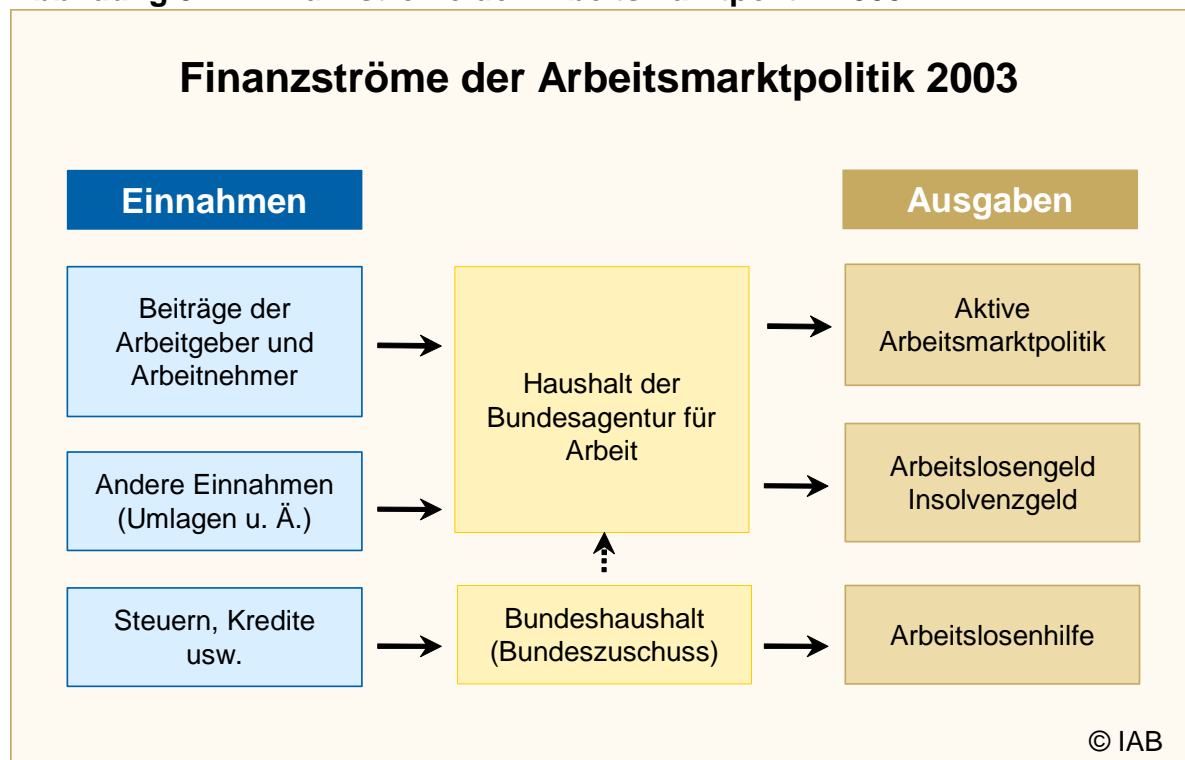 Finanzströme der Arbeitsmarktpolitik 2003
Einnahmen
Ausgaben
Beiträge der
Arbeitgeber und
Arbeitnehmer
Haushalt der
Bundesagentur für
Arbeit
Aktive
Arbeitsmarktpolitik
Andere Einnahmen
(Umlagen u. Ä.)
Arbeitslosengeld
Insolvenzgeld
Steuern, Kredite
usw.
Bundeshaushalt
(Bundeszuschuss)
Arbeitslosenhilfe
© IAB